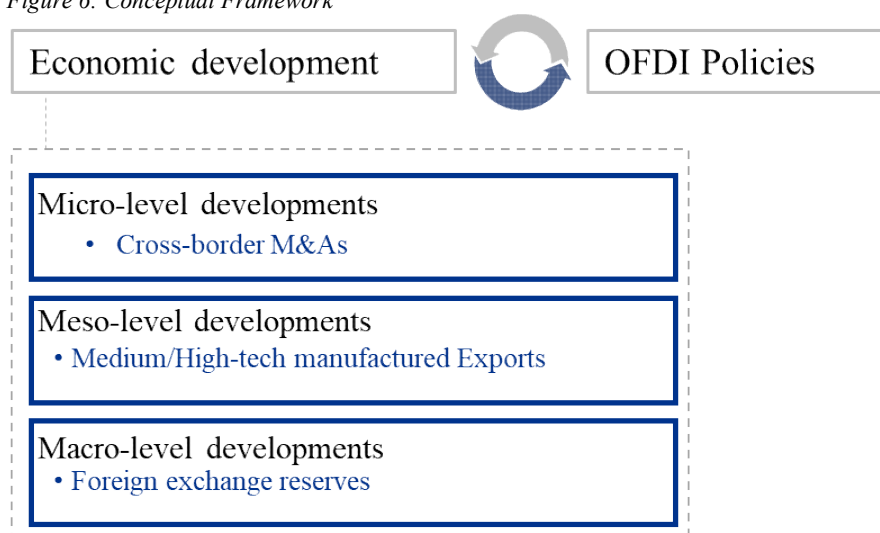 Figure 6: Conceptual Framework
Economic development
OFDI Policies
Micro-level developments
• Cross-border M&As
Meso-level developments
• Medium/High-tech manufactured Exports
Macro-level developments
• Foreign exchange reserves